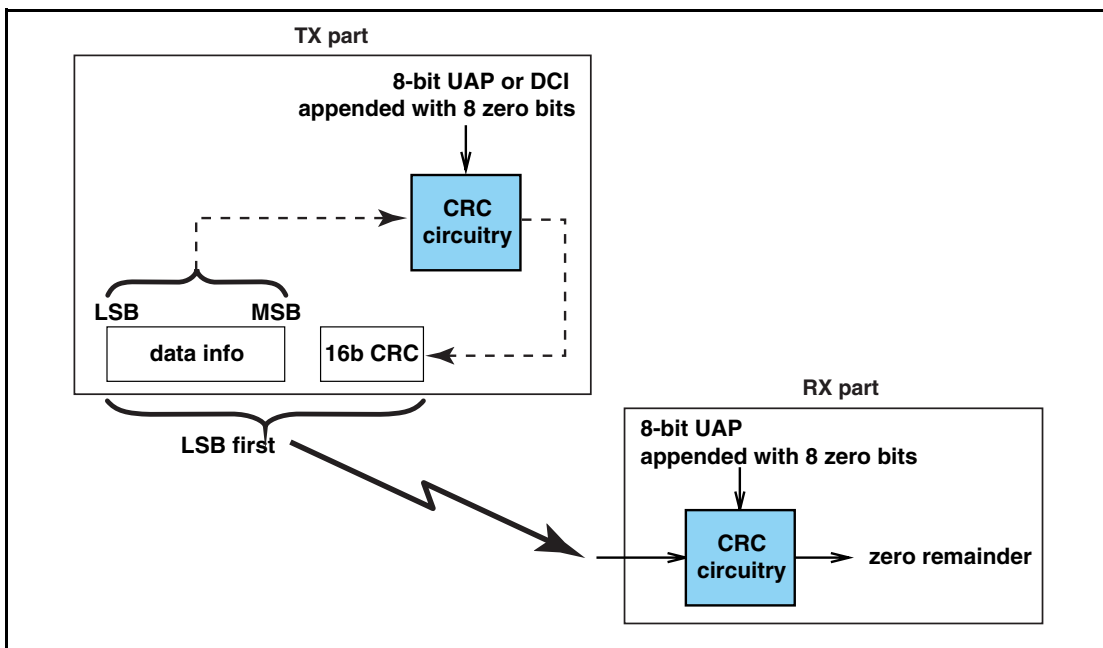 TX part
8-bit UAP or DCI
appended with 8 zero bits
CRC
circuitry
LSB
MSB
data info
16b CRC
LSB first
RX part
8-bit UAP
appended with 8 zero bits
CRC
circuitry
zero remainder